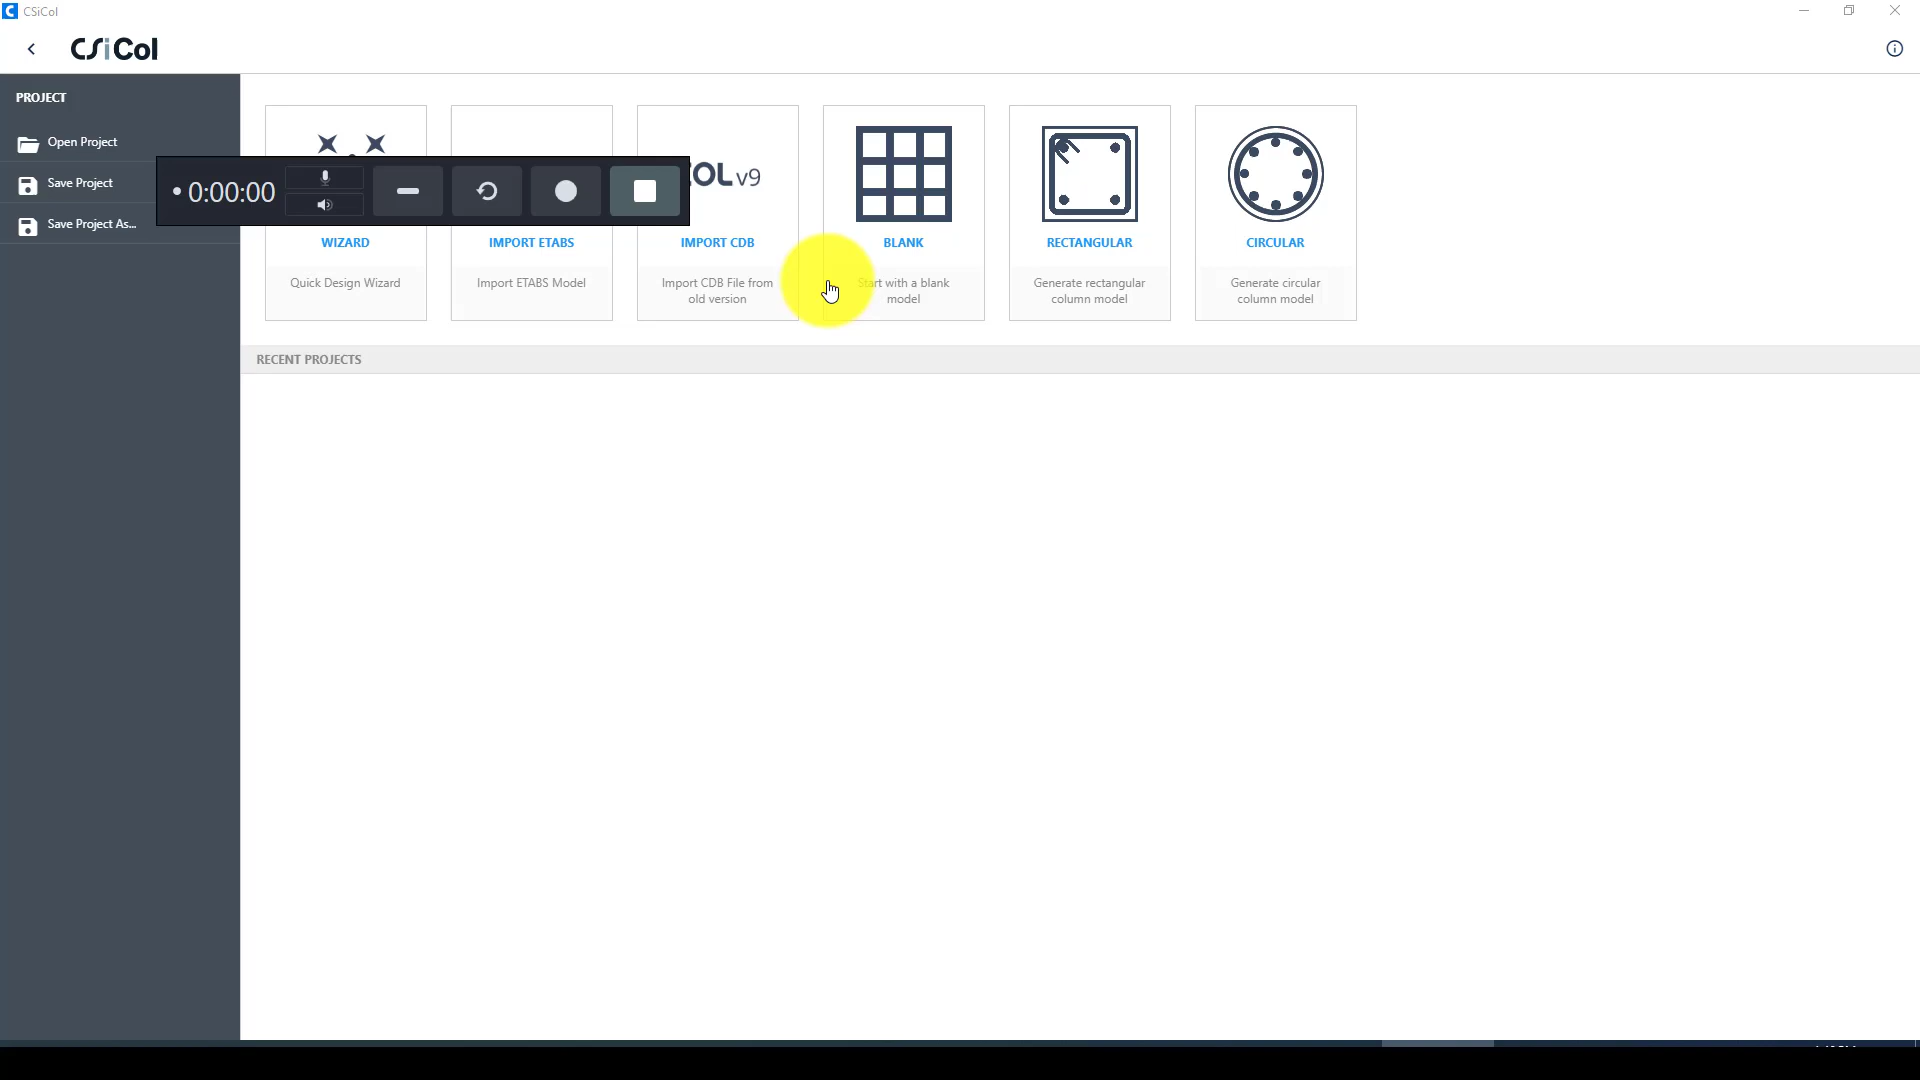 CSiCol
CSiCol
PROJECT
Open Project
Save Project
Save Project As...
0:00:00
OL v9
WIZARD
IMPORT ETABS
IMPORT CDB
BLANK
RECTANGULAR
CIRCULAR
Quick Design Wizard
Import ETABS Model
Import CDB File from
old version
Start with a blank
model
Generate rectangular
column model
Generate circular
column model
RECENT PROJECTS